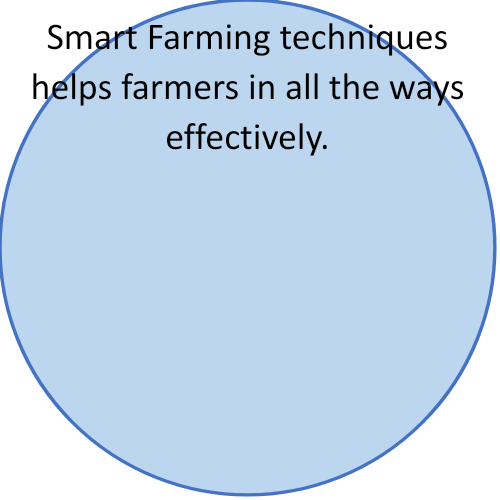 Smart Farming techniques
helps farmers in all the ways
effectively.